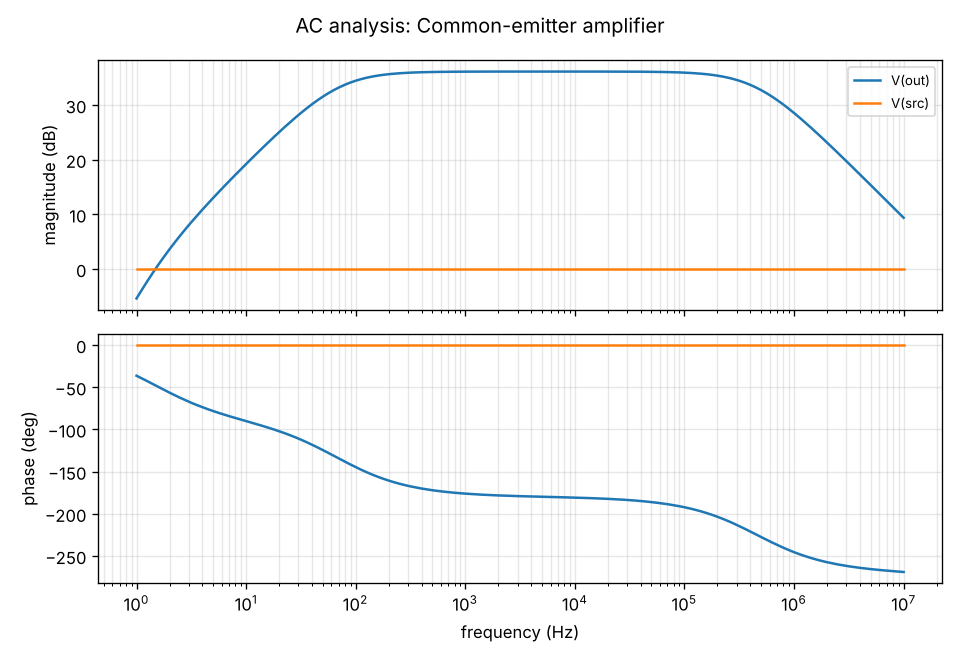 AC analysis: Common-emitter amplifier
magnitude (dB)
30
20
10
0
V(out)
V(src)
phase (deg)
0
−50
−100
−150
−200
−250
10⁰ 10¹ 10² 10³ 10⁴ 10⁵ 10⁶ 10⁷
frequency (Hz)